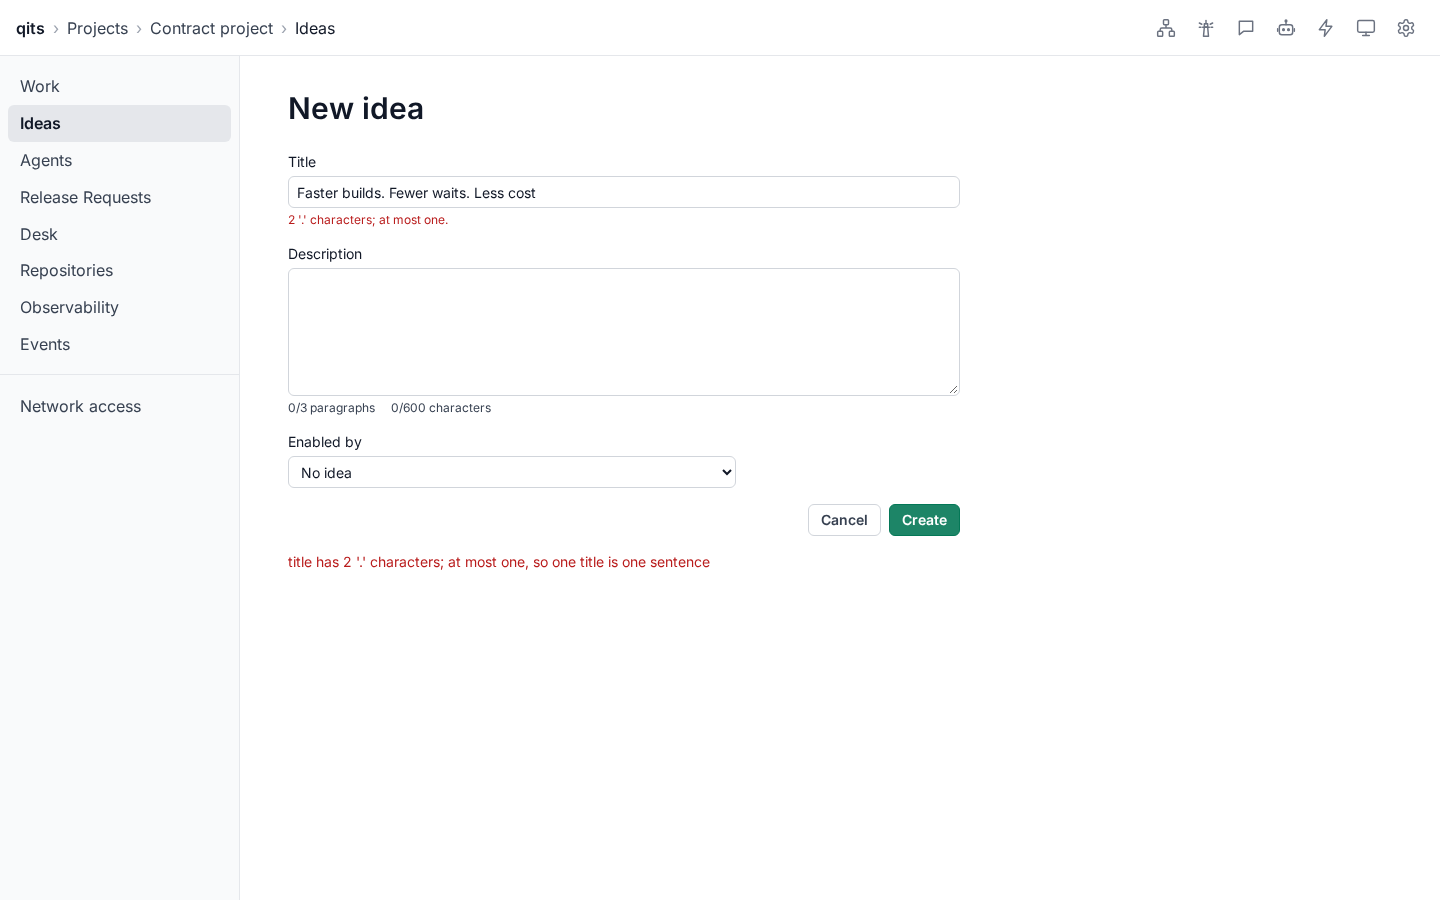 qits › Projects › Contract project › Ideas
Work
Ideas
Agents
Release Requests
Desk
Repositories
Observability
Events
Network access
New idea
Title
Faster builds. Fewer waits. Less cost
2 '.' characters; at most one.
Description
0/3 paragraphs 0/600 characters
Enabled by
No idea
Cancel Create
title has 2 '.' characters; at most one, so one title is one sentence